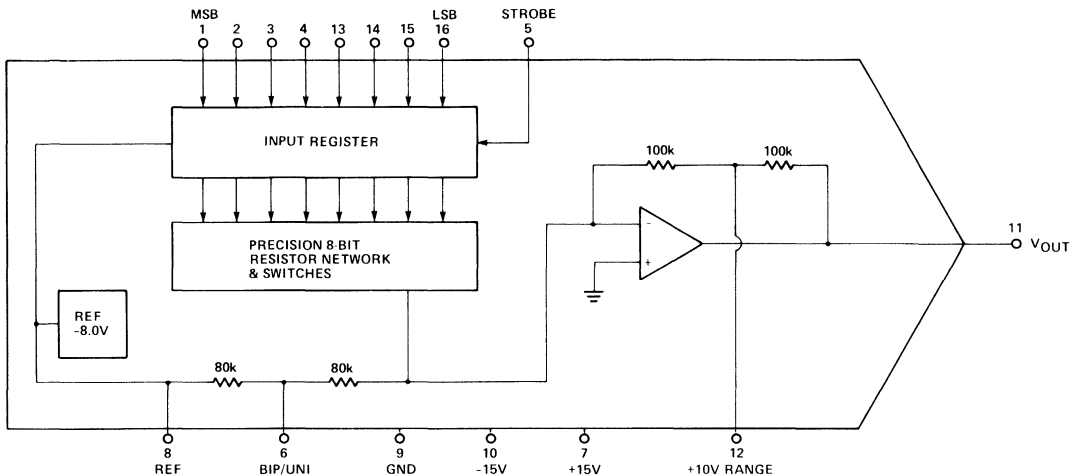 MSB LSB STROBE
1 2 3 4 13 14 15 16 5
INPUT REGISTER
100k 100k
PRECISION 8-BIT
RESISTOR NETWORK
& SWITCHES
-
+
11
VOUT
REF
-8.0V
80k 80k
8 6 9 10 7 12
REF BIP/UNI GND -15V +15V +10V RANGE